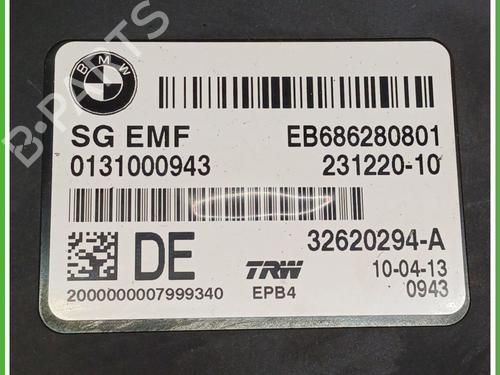 BMW
B-PARTS
SG EMF EB686280801
0131000943 231220-10
32620294-A
DE TRW 10-04-13
2000000007999340 EPB4 0943